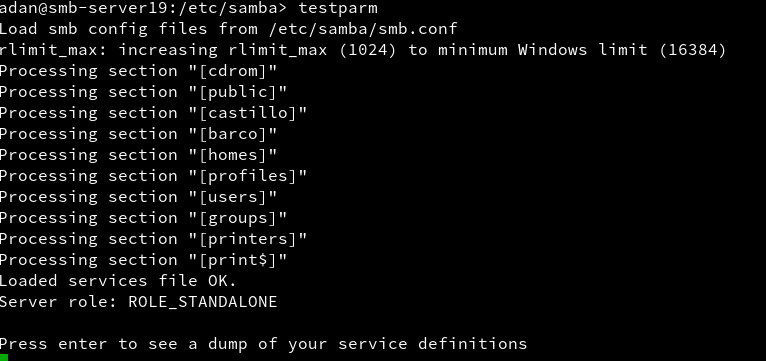 adan@smb-server19:/etc/samba> testparm
Load smb config files from /etc/samba/smb.conf
rlimit_max: increasing rlimit_max (1024) to minimum Windows limit (16384)
Processing section "[cdrom]"
Processing section "[public]"
Processing section "[castillo]"
Processing section "[barco]"
Processing section "[homes]"
Processing section "[profiles]"
Processing section "[users]"
Processing section "[groups]"
Processing section "[printers]"
Processing section "[print$]"
Loaded services file OK.
Server role: ROLE_STANDALONE
Press enter to see a dump of your service definitions